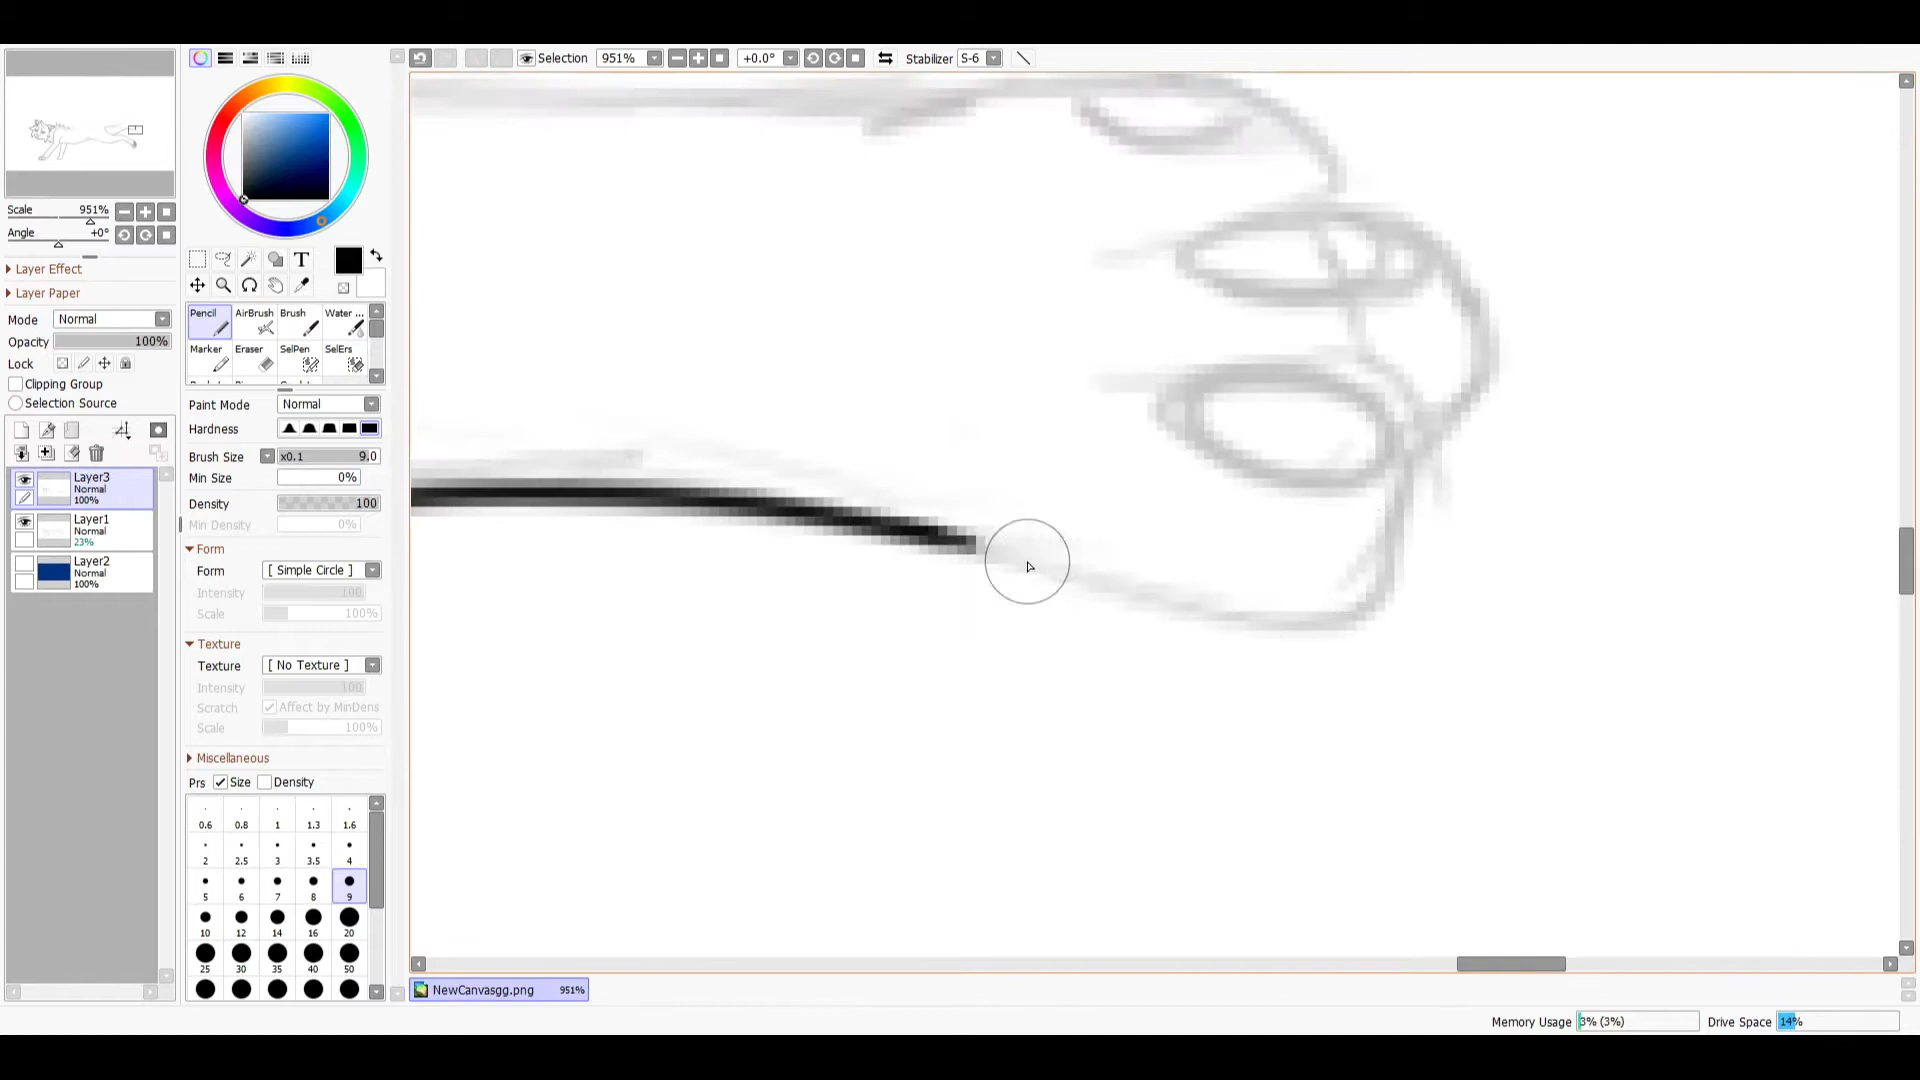 Selection 951% +0.0° Stabilizer S-6
Scale 951%
Angle +0°
Layer Effect
Layer Paper
Mode Normal
Opacity 100%
Lock
Clipping Group
Selection Source
Layer3
Normal
100%
Layer1
Normal
23%
Layer2
Normal
100%
T
Pencil AirBrush Brush Water ...
Marker Eraser SelPen SelErs
Paint Mode Normal
Hardness
Brush Size x0.1 9.0
Min Size 0%
Density 100
Min Density 0%
Form
Form [ Simple Circle ]
Intensity 100
Scale 100%
Texture
Texture [ No Texture ]
Intensity 100
Scratch Affect by MinDens
Scale 100%
Miscellaneous
Prs Size Density
0.6 0.8 1 1.3 1.6
2 2.5 3 3.5 4
5 6 7 8 9
10 12 14 16 20
25 30 35 40 50
NewCanvasgg.png 951%
Memory Usage 3% (3%) Drive Space 14%